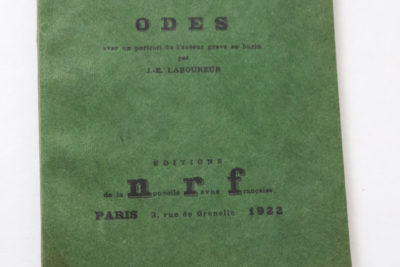 ODES
avec un portrait de l'auteur gravé au burin
par
J.-E. LABOUREUR
ÉDITIONS
de la nouvelle revue française
PARIS 3, rue de Grenelle 1922